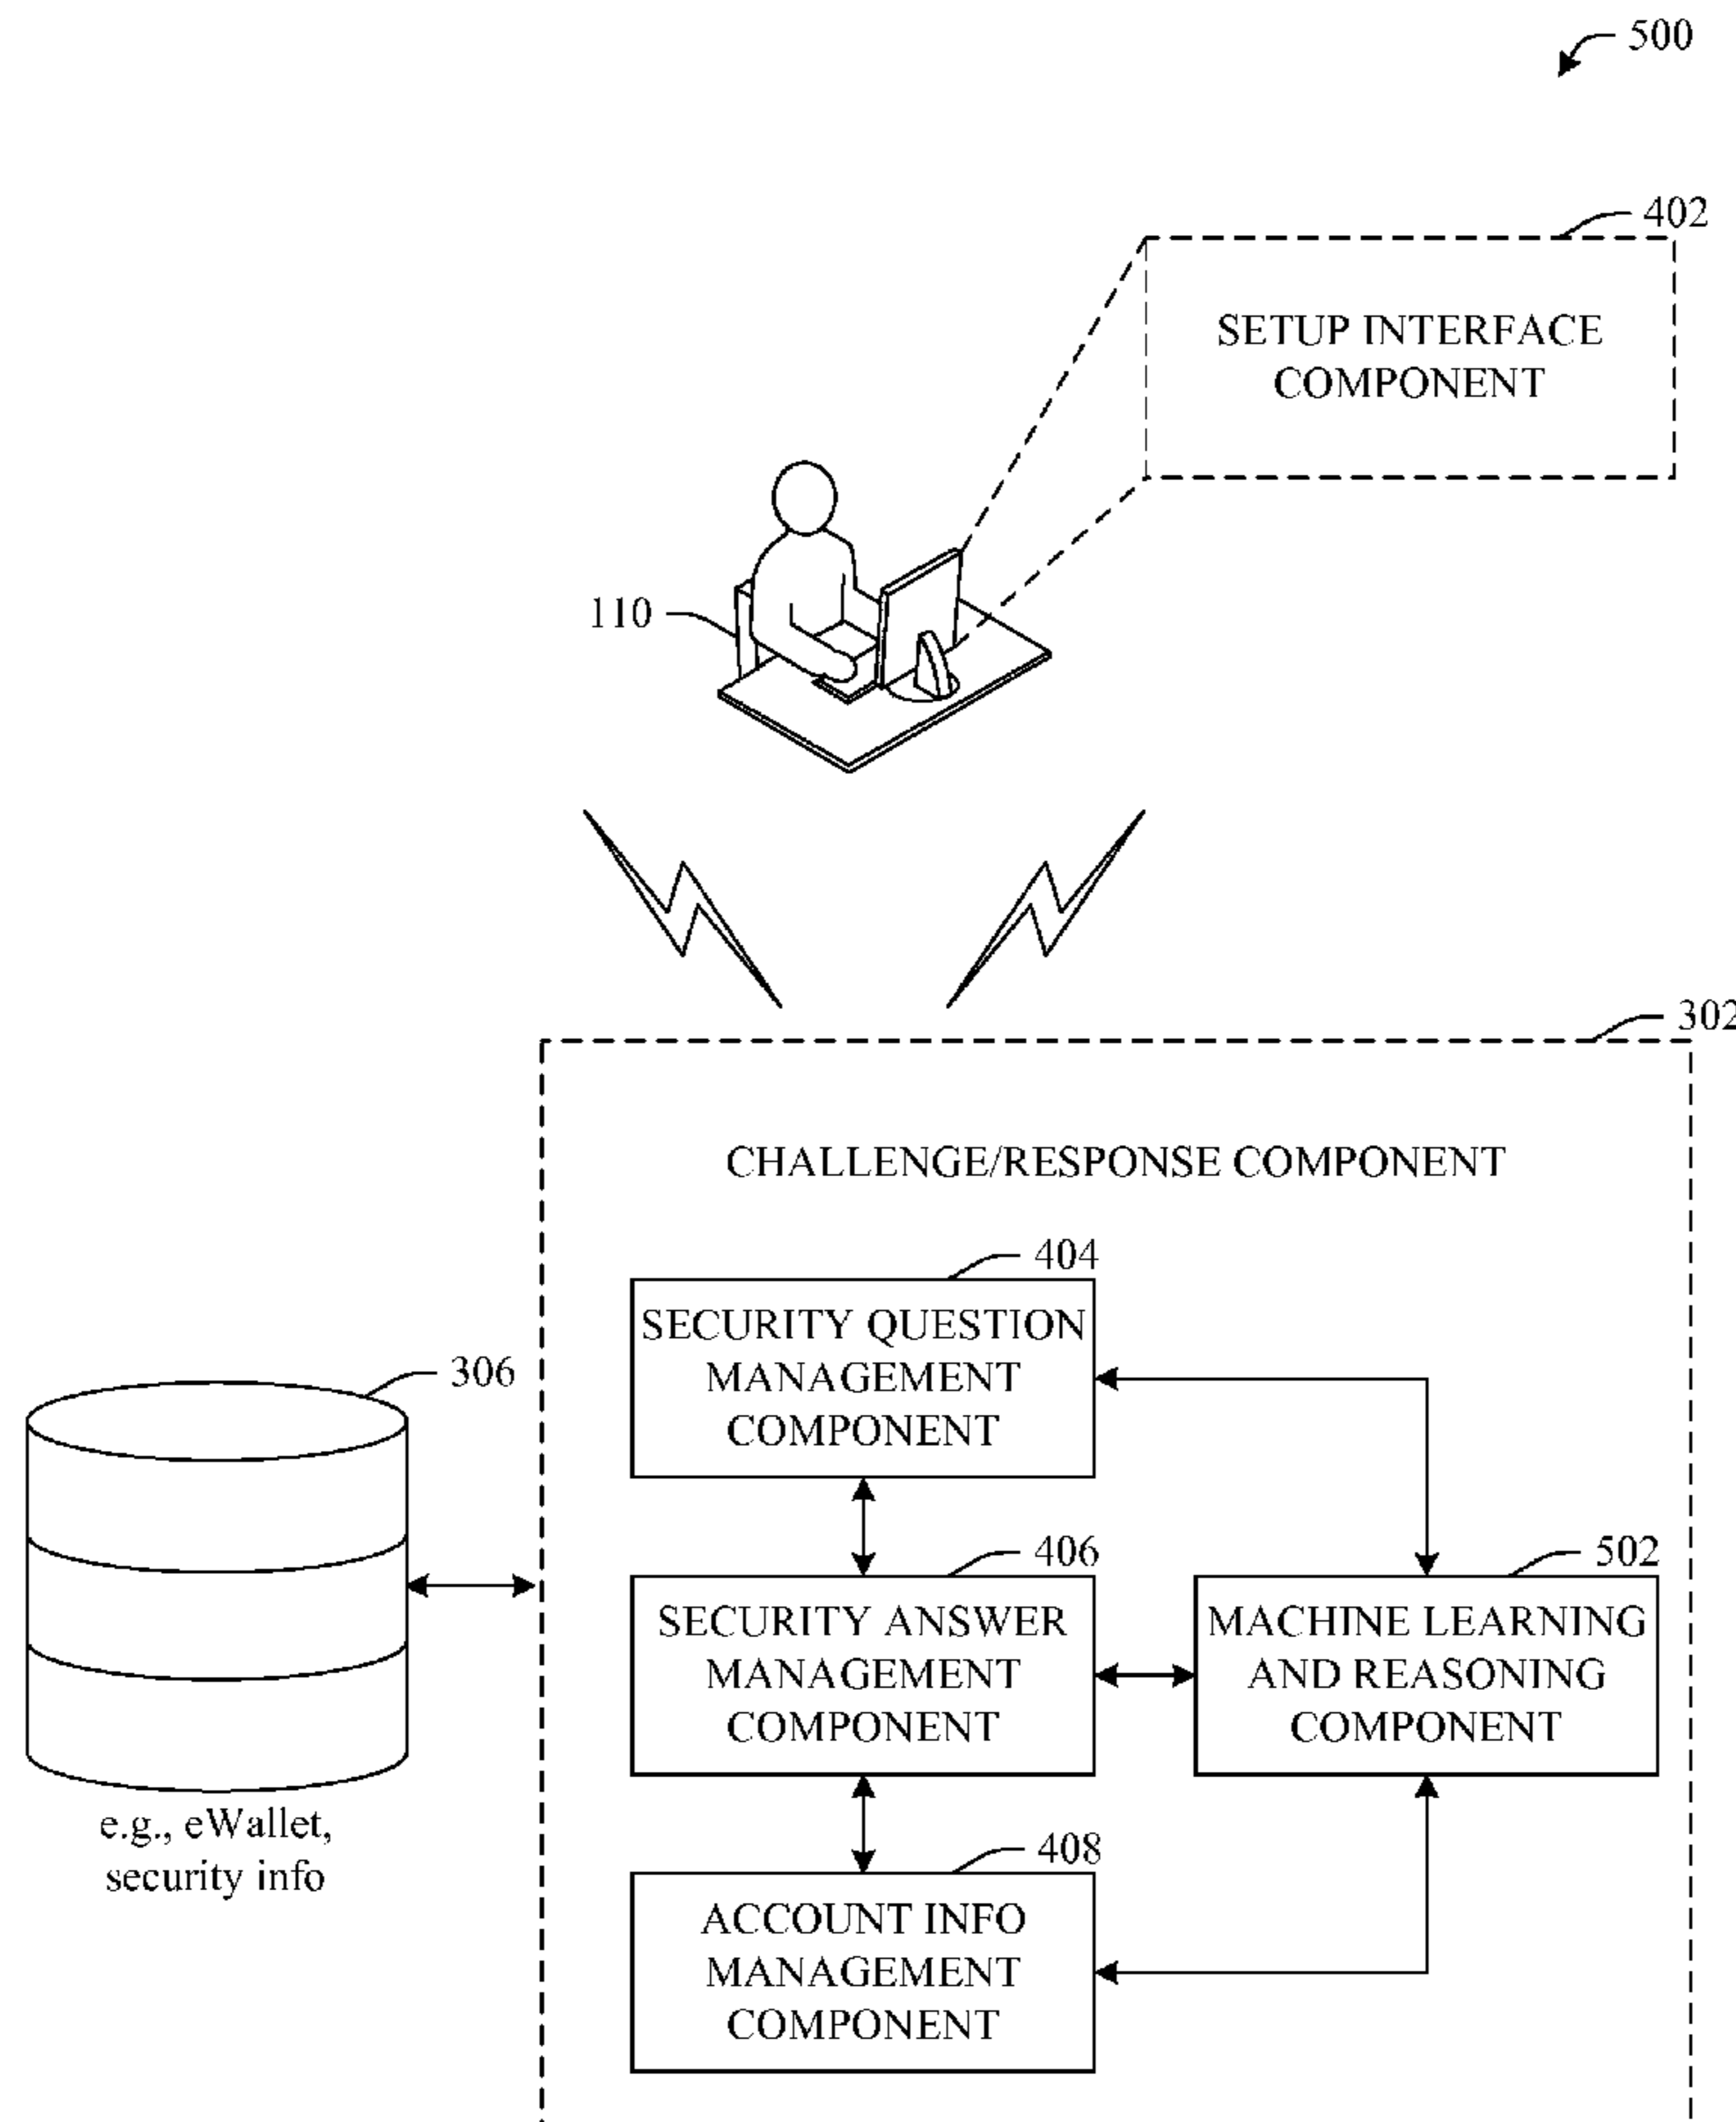 500
402
SETUP INTERFACE
COMPONENT
110
302
CHALLENGE/RESPONSE COMPONENT
404
SECURITY QUESTION
MANAGEMENT
COMPONENT
306
406
SECURITY ANSWER
MANAGEMENT
COMPONENT
502
MACHINE LEARNING
AND REASONING
COMPONENT
e.g., eWallet,
security info
408
ACCOUNT INFO
MANAGEMENT
COMPONENT